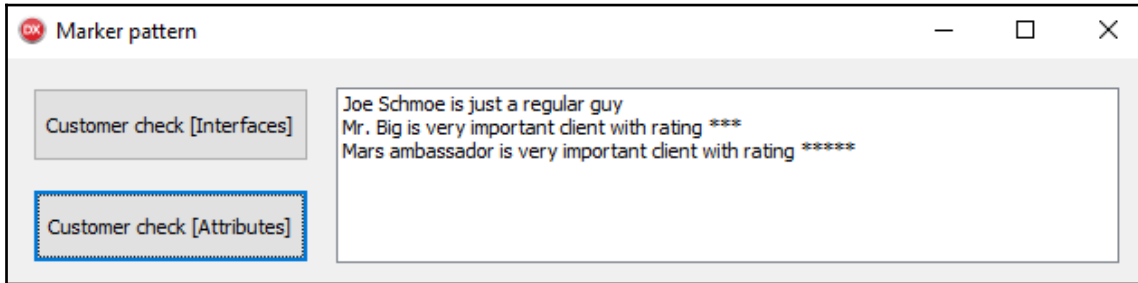 DX Marker pattern
Customer check [Interfaces]
Customer check [Attributes]
Joe Schmoe is just a regular guy
Mr. Big is very important client with rating ***
Mars ambassador is very important client with rating *****